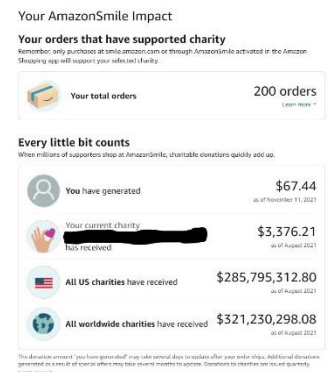 Your AmazonSmile Impact
Your orders that have supported charity
Remember, only purchases at smile.amazon.com or through AmazonSmile activated in the Amazon
Shopping app will support your selected charity.
Your total orders
200 orders
Learn more
Every little bit counts
When millions of supporters shop at AmazonSmile, charitable donations quickly add up.
You have generated
$67.44
as of November 11, 2021
Your current charity
has received
$3,376.21
as of August 2021
All US charities have received
$285,795,312.80
as of August 2021
All worldwide charities have received
$321,230,298.08
as of August 2021
The donation amount "you have generated" may take several days to update after your order ships. Additional donations
generated as a result of special offers may take several months to update. Donations to charities are issued quarterly.